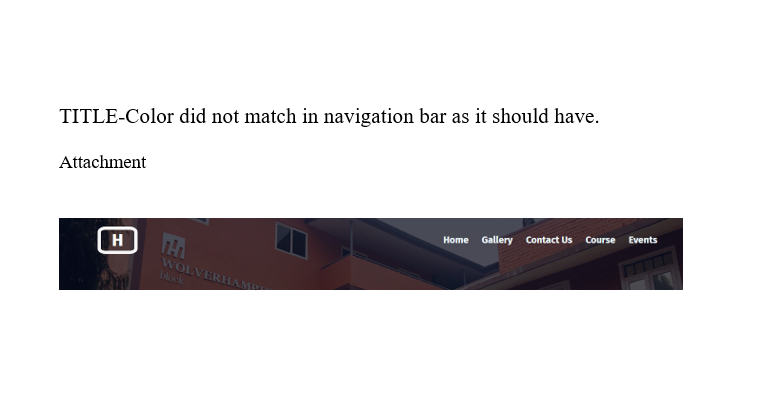 TITLE-Color did not match in navigation bar as it should have.
Attachment
H
Home Gallery Contact Us Course Events
block